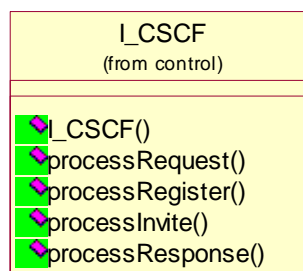 I_CSCF
(from control)
I_CSCF()
processRequest()
processRegister()
processInvite()
processResponse()